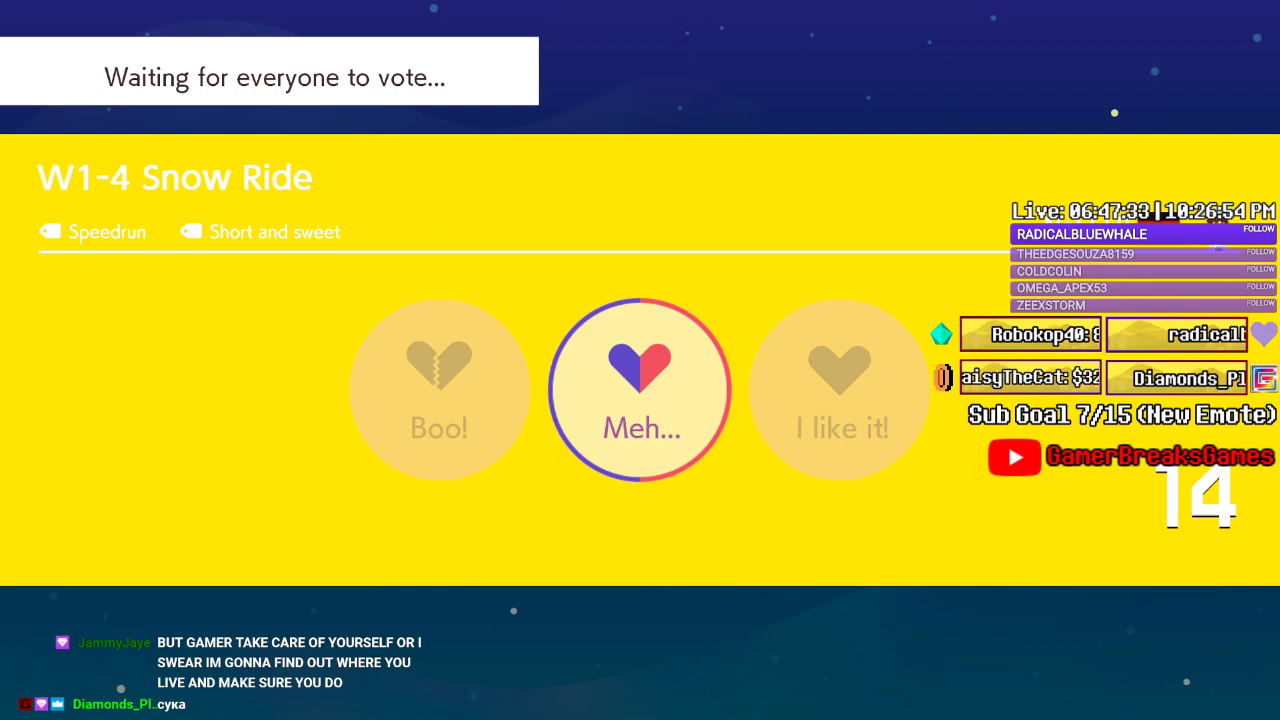 Waiting for everyone to vote...
W1-4 Snow Ride
Speedrun
Short and sweet
Live: 06:47:33|10:26:54 PM
RADICALBLUEWHALE FOLLOW
THEEDGESOUZA8159 FOLLOW
COLDCOLIN FOLLOW
OMEGA_APEX53 FOLLOW
ZEEXSTORM FOLLOW
Boo!
Meh...
I like it!
Robokop40:
aisyTheCat: $32
Diamonds_Pl
Sub Goal 7/15 (New Emote)
GamerBreaksGames
14
JammyJaye BUT GAMER TAKE CARE OF YOURSELF OR I
SWEAR IM GONNA FIND OUT WHERE YOU
LIVE AND MAKE SURE YOU DO
Diamonds_Pl.. сука